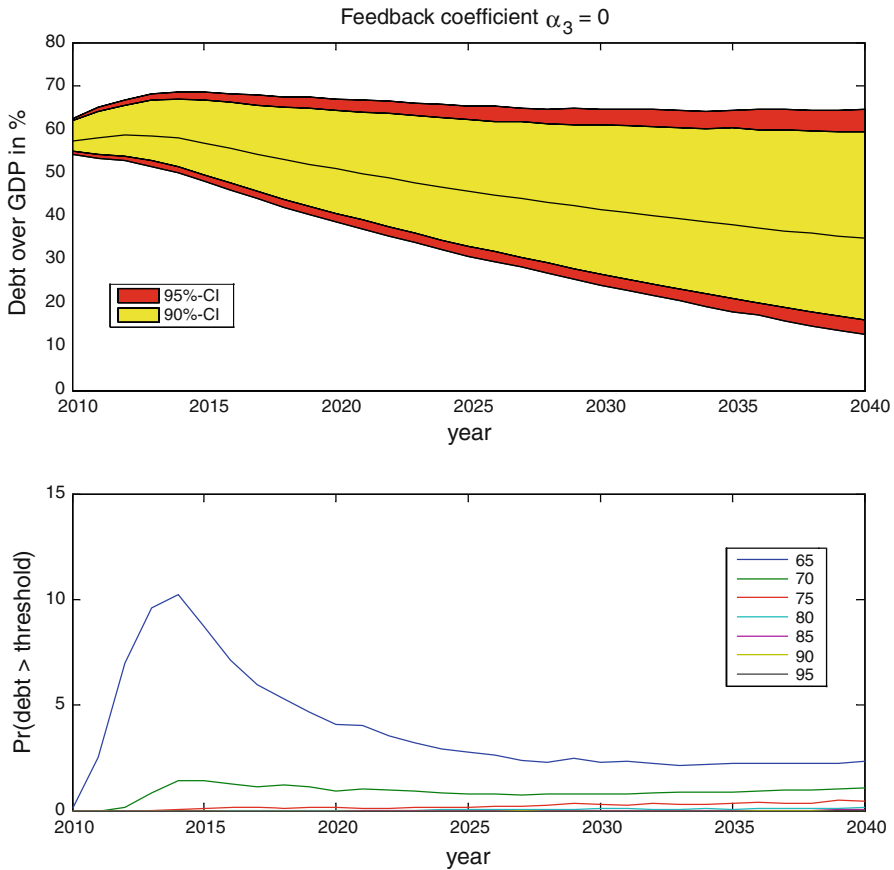 Feedback coefficient α₃ = 0
80
70
60
50
40
30
20
10
0
Debt over GDP in %
95%-CI
90%-CI
2010 2015 2020 2025 2030 2035 2040
year
15
10
5
0
Pr(debt > threshold)
65
70
75
80
85
90
95
2010 2015 2020 2025 2030 2035 2040
year